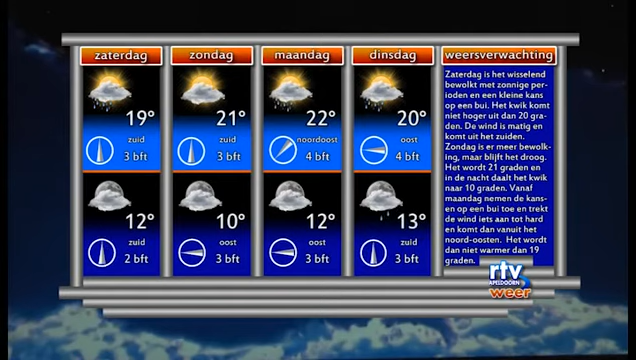 zaterdag
19°
zuid
3 bft
12°
zuid
2 bft
zondag
21°
zuid
3 bft
10°
oost
3 bft
maandag
22°
noordoost
4 bft
12°
oost
3 bft
dinsdag
20°
oost
4 bft
13°
zuid
3 bft
weersverwachting
Zaterdag is het wisselend
bewolkt met zonnige per-
ioden en een kleine kans
op een bui. Het kwik komt
niet hoger uit dan 20 gra-
den. De wind is matig en
komt uit het zuiden.
Zondag is er meer bewolk-
ing, maar blijft het droog.
Het wordt 21 graden en
in de nacht daalt het kwik
naar 10 graden. Vanaf
maandag nemen de kans-
en op een bui toe en trekt
de wind iets aan tot hard
en komt dan vanuit het
noord-oosten. Het wordt
dan niet warmer dan 19
graden.
rtv
APELDOORN
weer